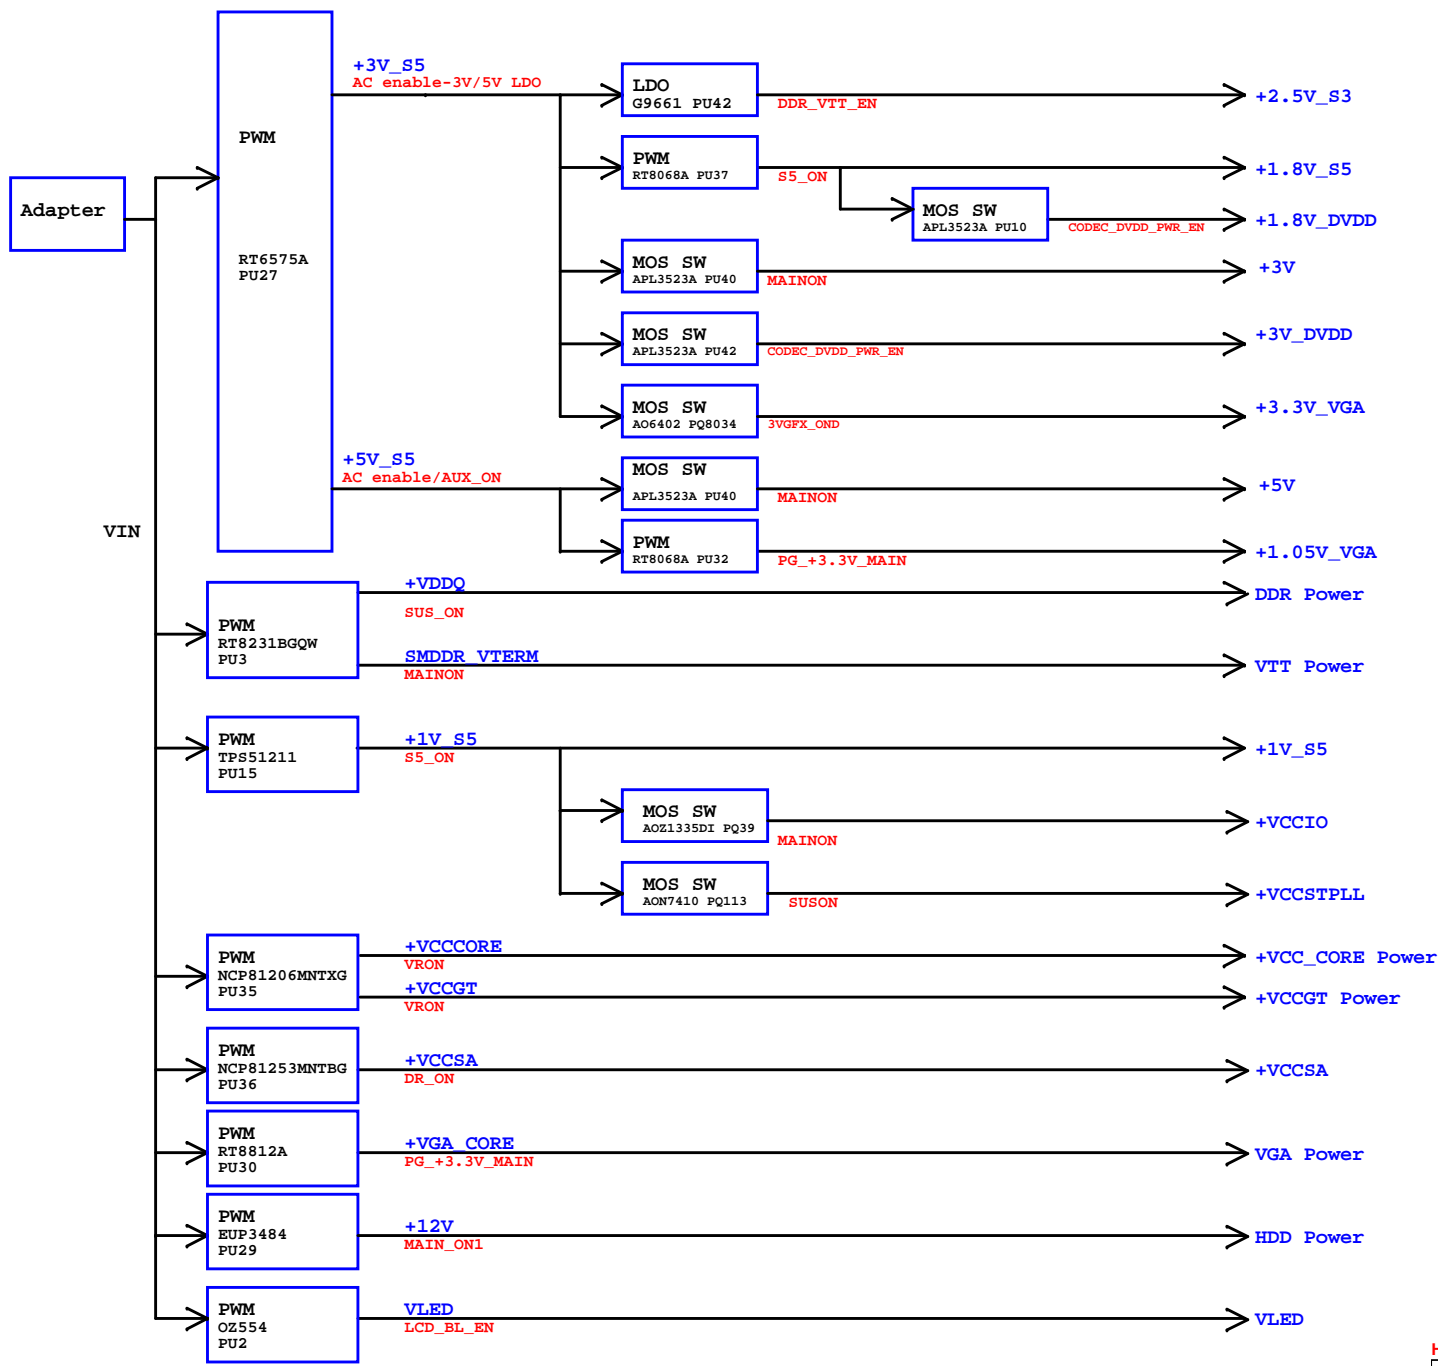 +3V_S5
AC enable-3V/5V LDO
LDO
G9661 PU42
DDR_VTT_EN
+2.5V_S3
PWM
PWM
RT8068A PU37
S5_ON
+1.8V_S5
Adapter
MOS SW
APL3523A PU10
CODEC_DVDD_PWR_EN
+1.8V_DVDD
RT6575A
PU27
MOS SW
APL3523A PU40
MAINON
+3V
MOS SW
APL3523A PU42
CODEC_DVDD_PWR_EN
+3V_DVDD
MOS SW
AO6402 PQ8034
3VGFX_OND
+3.3V_VGA
+5V_S5
AC enable/AUX_ON
MOS SW
APL3523A PU40
MAINON
+5V
VIN
PWM
RT8068A PU32
PG_+3.3V_MAIN
+1.05V_VGA
PWM
RT8231BGQW
PU3
+VDDQ
SUS_ON
DDR Power
SMDDR_VTERM
MAINON
VTT Power
PWM
TPS51211
PU15
+1V_S5
S5_ON
+1V_S5
MOS SW
AOZ1335DI PQ39
MAINON
+VCCIO
MOS SW
AON7410 PQ113
SUSON
+VCCSTPLL
PWM
NCP81206MNTXG
PU35
+VCCCORE
VRON
+VCC_CORE Power
+VCCGT
VRON
+VCCGT Power
PWM
NCP81253MNTBG
PU36
+VCCSA
DR_ON
+VCCSA
PWM
RT8812A
PU30
+VGA_CORE
PG_+3.3V_MAIN
VGA Power
PWM
EUP3484
PU29
+12V
MAIN_ON1
HDD Power
PWM
OZ554
PU2
VLED
LCD_BL_EN
VLED